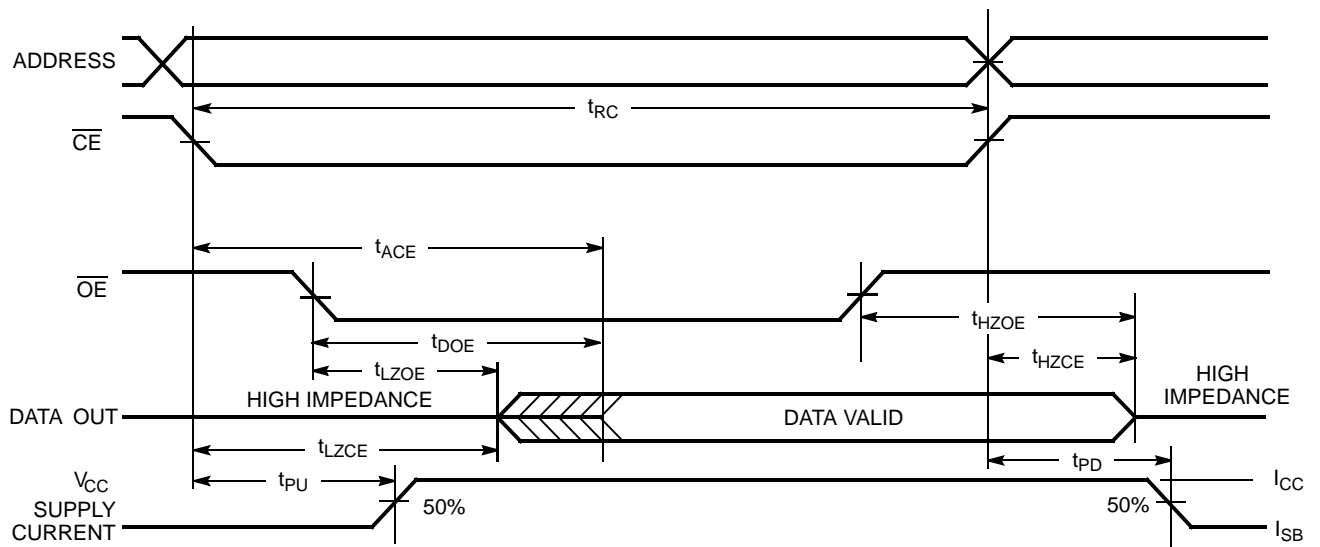 ADDRESS
tRC
CE
tACE
OE
tHZOE
tDOE
tHZCE
tLZOE
HIGH
IMPEDANCE
HIGH IMPEDANCE
DATA OUT
DATA VALID
tLZCE
tPD
VCC
SUPPLY
CURRENT
tPU
50%
50%
ICC
ISB